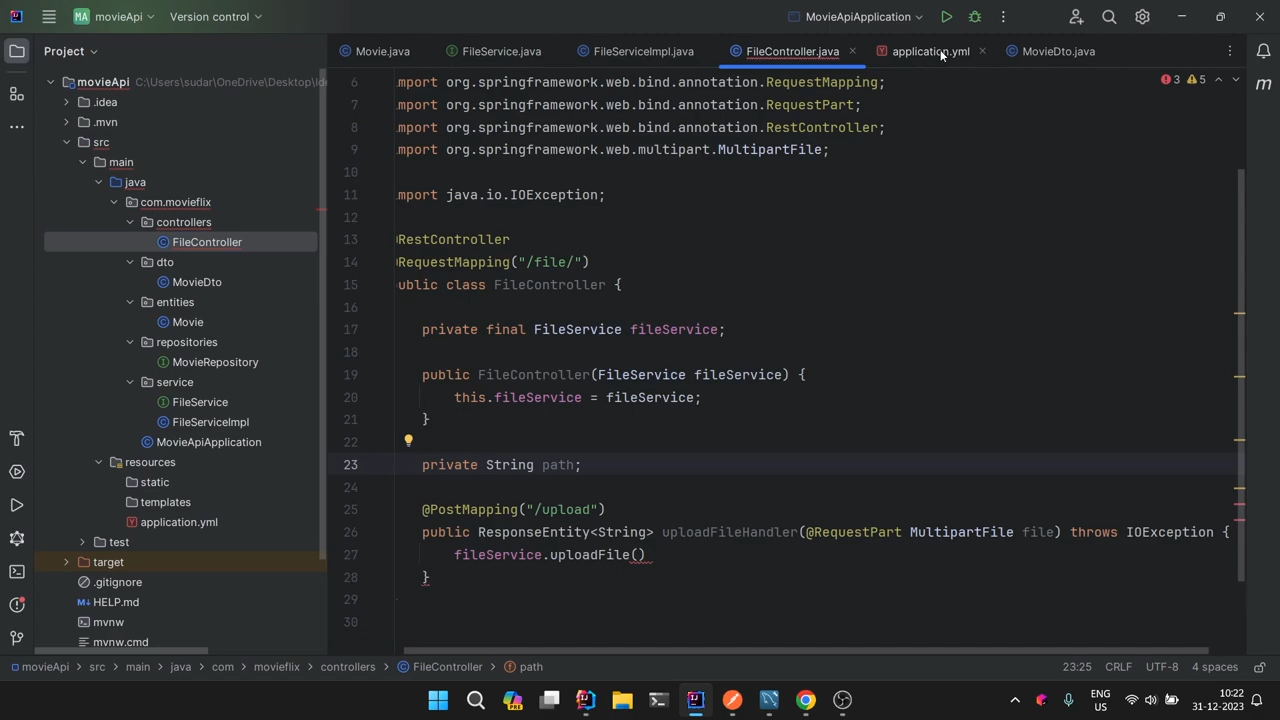 MA movieApi Version control MovieApiApplication
Project Movie.java FileService.java FileServiceImpl.java FileController.java application.yml MovieDto.java
movieApi C:\Users\sudar\OneDrive\Desktop\Ide
.idea
.mvn
src
main
java
com.movieflix
controllers
FileController
dto
MovieDto
entities
Movie
repositories
MovieRepository
service
FileService
FileServiceImpl
MovieApiApplication
resources
static
templates
application.yml
test
target
.gitignore
HELP.md
mvnw
mvnw.cmd
3 5
6 mport org.springframework.web.bind.annotation.RequestMapping;
7 mport org.springframework.web.bind.annotation.RequestPart;
8 mport org.springframework.web.bind.annotation.RestController;
9 mport org.springframework.web.multipart.MultipartFile;
10
11 mport java.io.IOException;
12
13 @RestController
14 @RequestMapping("/file/")
15 ublic class FileController {
16
17 private final FileService fileService;
18
19 public FileController(FileService fileService) {
20 this.fileService = fileService;
21 }
22
23 private String path;
24
25 @PostMapping("/upload")
26 public ResponseEntity<String> uploadFileHandler(@RequestPart MultipartFile file) throws IOException {
27 fileService.uploadFile()
28 }
29
30
movieApi > src > main > java > com > movieflix > controllers > FileController > path 23:25 CRLF UTF-8 4 spaces
ENG
US
10:22
31-12-2023